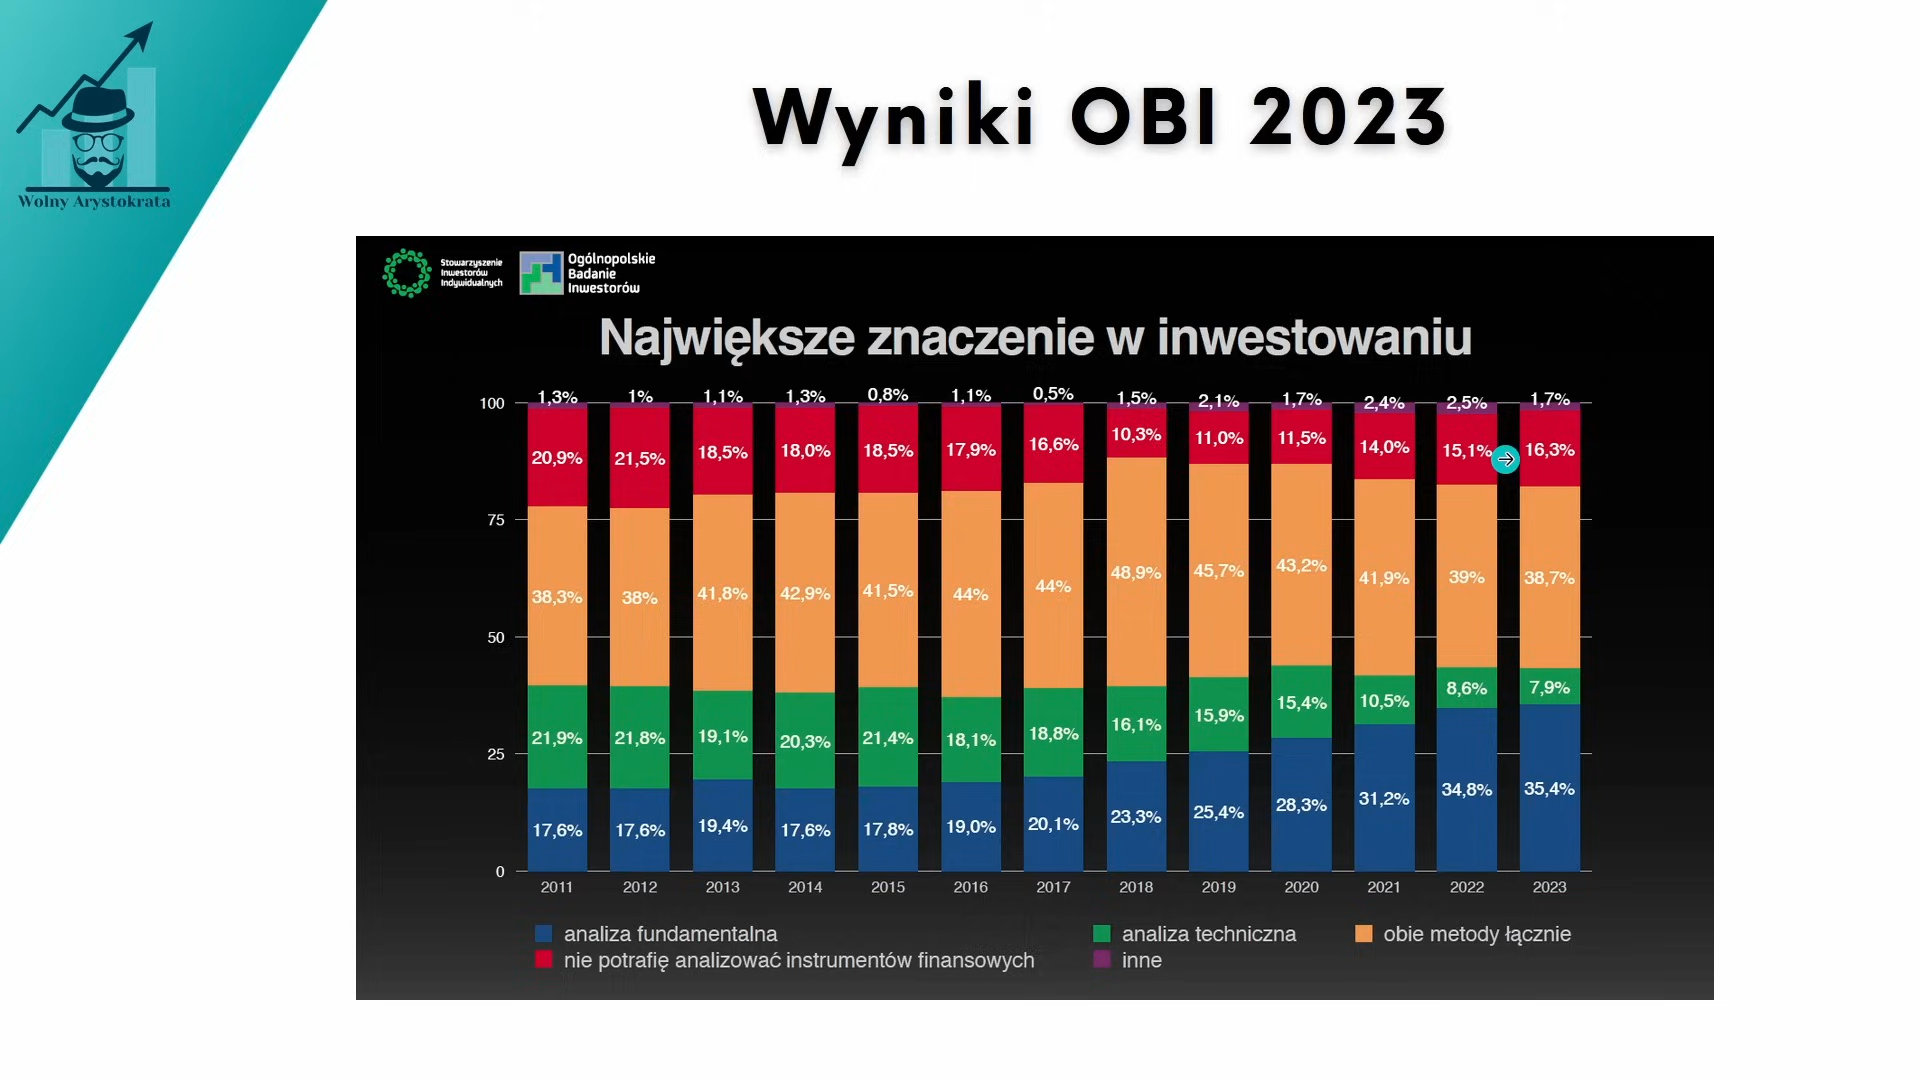 Wolny Arystokrata
Wyniki OBI 2023
Stowarzyszenie
Inwestorów
Indywidualnych
Ogólnopolskie
Badanie
Inwestorów
Największe znaczenie w inwestowaniu
1,3% 1% 1,1% 1,3% 0,8% 1,1% 0,5% 1,5% 2,1% 1,7% 2,4% 2,5% 1,7%
100
20,9% 21,5% 18,5% 18,0% 18,5% 17,9% 16,6% 10,3% 11,0% 11,5% 14,0% 15,1% 16,3%
75
38,3% 38% 41,8% 42,9% 41,5% 44% 44% 48,9% 45,7% 43,2% 41,9% 39% 38,7%
50
21,9% 21,8% 19,1% 20,3% 21,4% 18,1% 18,8% 16,1% 15,9% 15,4% 10,5% 8,6% 7,9%
25
17,6% 17,6% 19,4% 17,6% 17,8% 19,0% 20,1% 23,3% 25,4% 28,3% 31,2% 34,8% 35,4%
0
2011 2012 2013 2014 2015 2016 2017 2018 2019 2020 2021 2022 2023
analiza fundamentalna analiza techniczna obie metody łącznie
nie potrafię analizować instrumentów finansowych inne